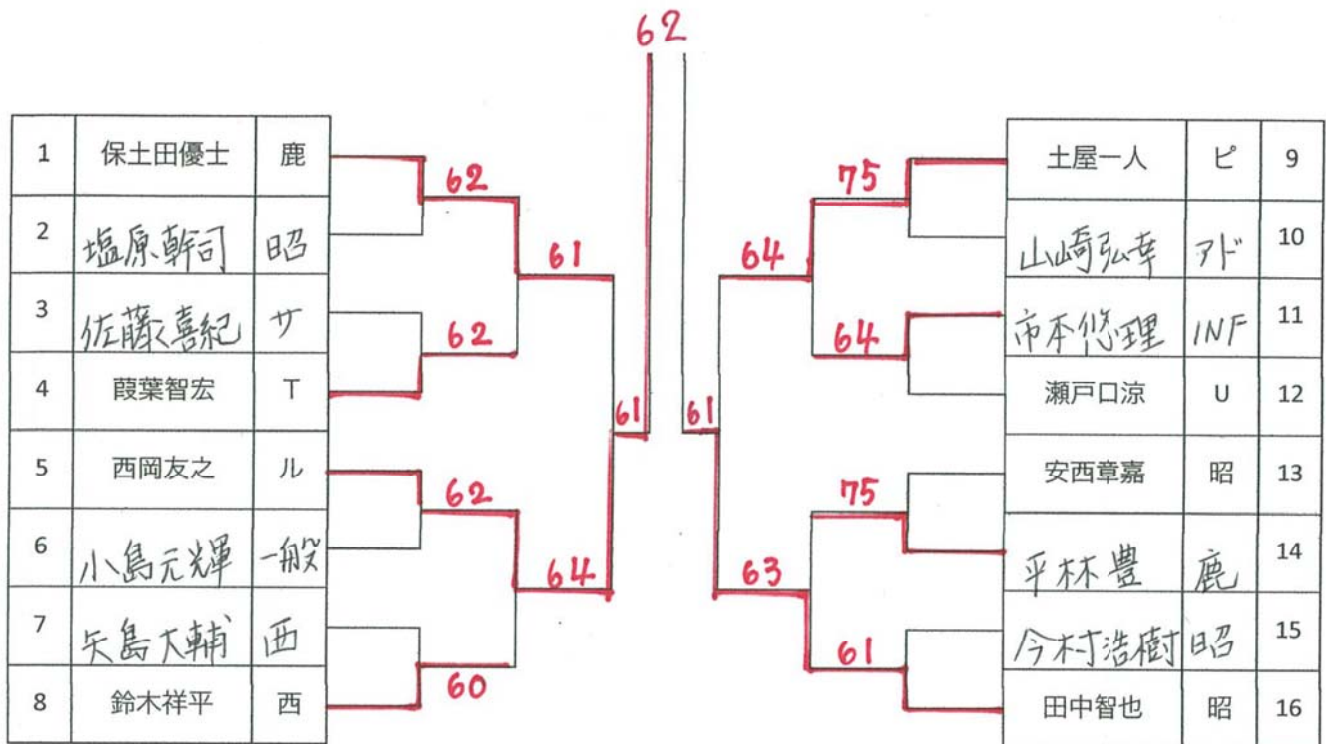 62
1 保土田優士 鹿
2 塩原幹司 昭
3 佐藤喜紀 サ
4 葭葉智宏 T
5 西岡友之 ル
6 小島元輝 一般
7 矢島大輔 西
8 鈴木祥平 西
62
62
62
60
61
64
61
61
64
63
75
64
75
61
土屋一人 ピ 9
山崎弘幸 アド 10
市本悠理 INF 11
瀬戸口涼 U 12
安西章嘉 昭 13
平林豊 鹿 14
今村浩樹 昭 15
田中智也 昭 16